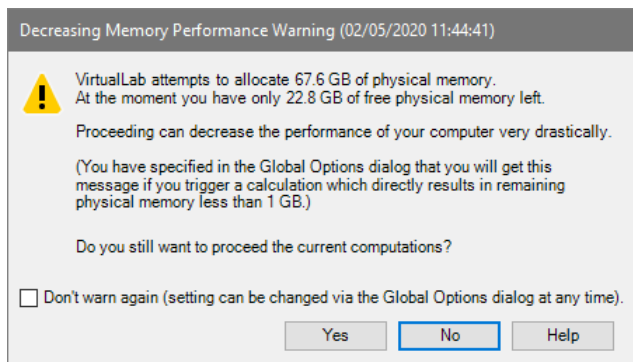 Decreasing Memory Performance Warning (02/05/2020 11:44:41)
VirtualLab attempts to allocate 67.6 GB of physical memory.
At the moment you have only 22.8 GB of free physical memory left.
Proceeding can decrease the performance of your computer very drastically.
(You have specified in the Global Options dialog that you will get this
message if you trigger a calculation which directly results in remaining
physical memory less than 1 GB.)
Do you still want to proceed the current computations?
Don't warn again (setting can be changed via the Global Options dialog at any time).
Yes No Help